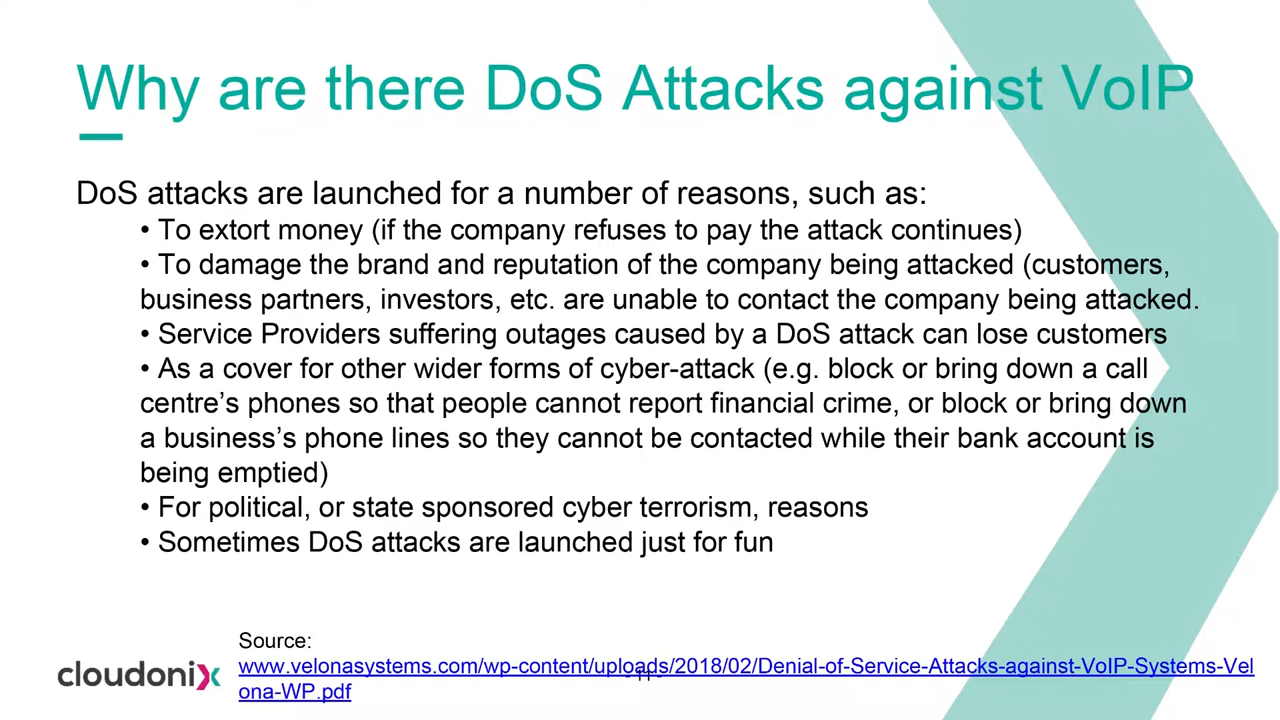 Why are there DoS Attacks against VoIP
DoS attacks are launched for a number of reasons, such as:
• To extort money (if the company refuses to pay the attack continues)
• To damage the brand and reputation of the company being attacked (customers,
business partners, investors, etc. are unable to contact the company being attacked.
• Service Providers suffering outages caused by a DoS attack can lose customers
• As a cover for other wider forms of cyber-attack (e.g. block or bring down a call
centre's phones so that people cannot report financial crime, or block or bring down
a business's phone lines so they cannot be contacted while their bank account is
being emptied)
• For political, or state sponsored cyber terrorism, reasons
• Sometimes DoS attacks are launched just for fun
Source:
www.velonasystems.com/wp-content/uploads/2018/02/Denial-of-Service-Attacks-against-VoIP-Systems-Vel
ona-WP.pdf
cloudonix